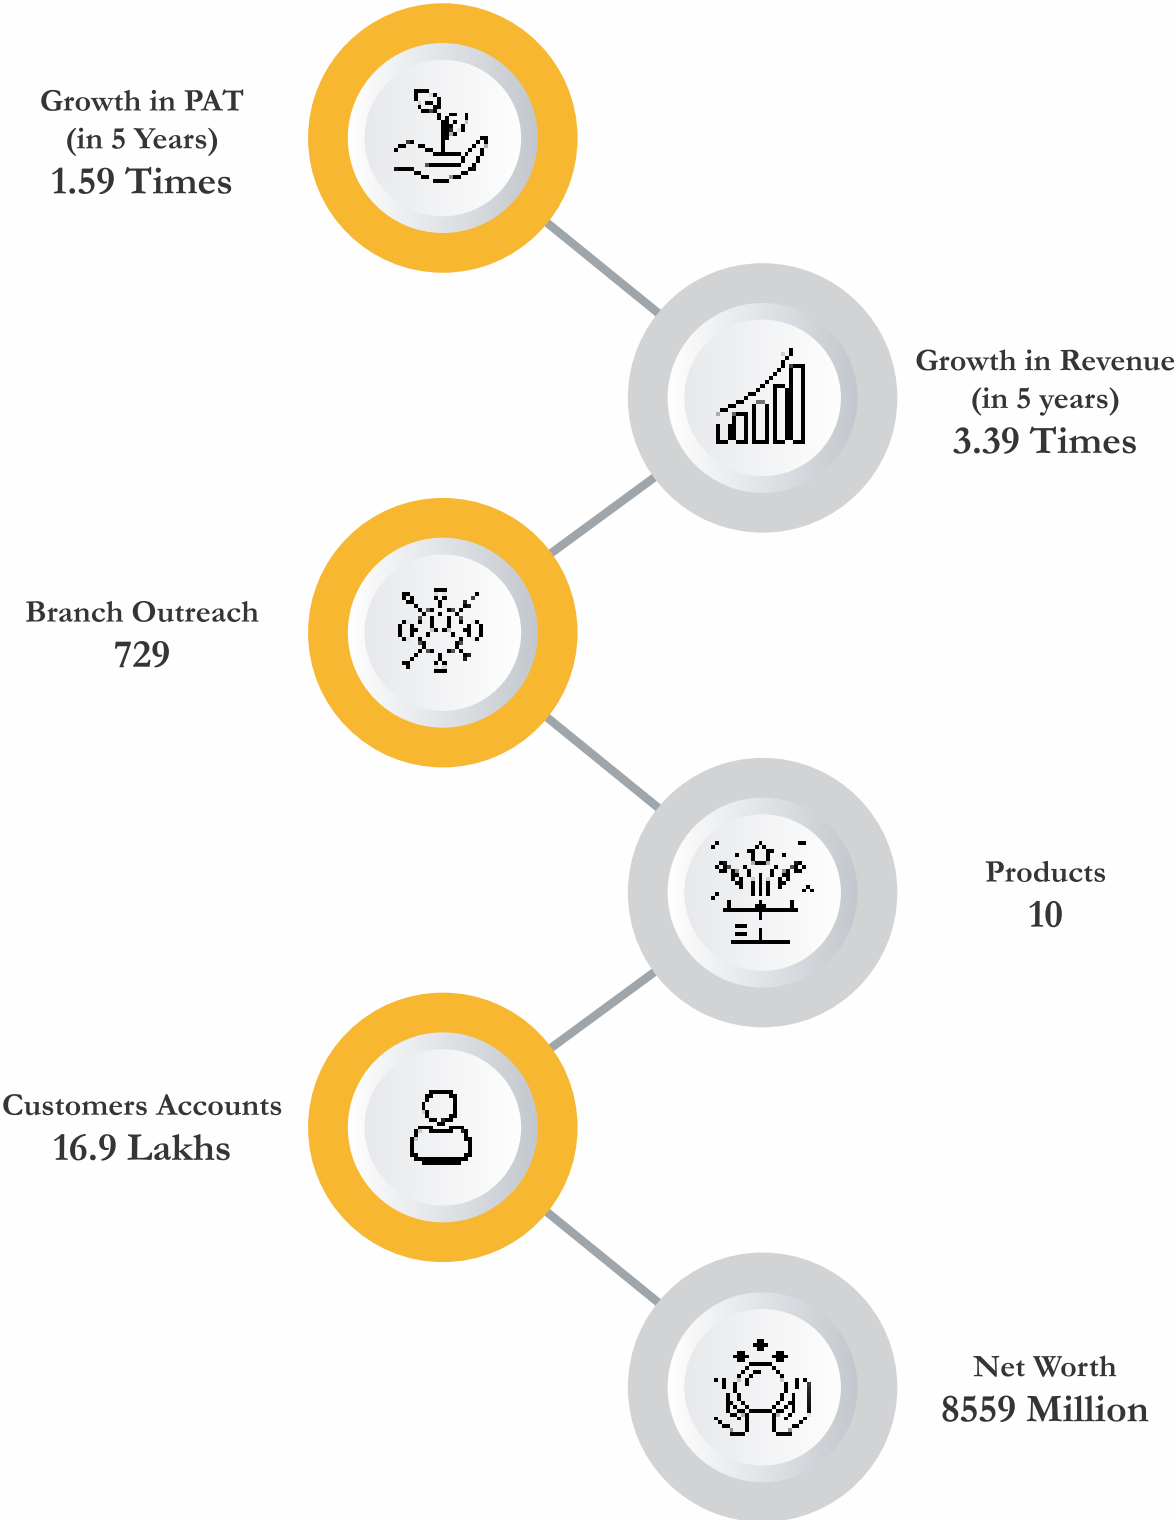 Growth in PAT
(in 5 Years)
1.59 Times
Growth in Revenue
(in 5 years)
3.39 Times
Branch Outreach
729
Products
10
Customers Accounts
16.9 Lakhs
Net Worth
8559 Million